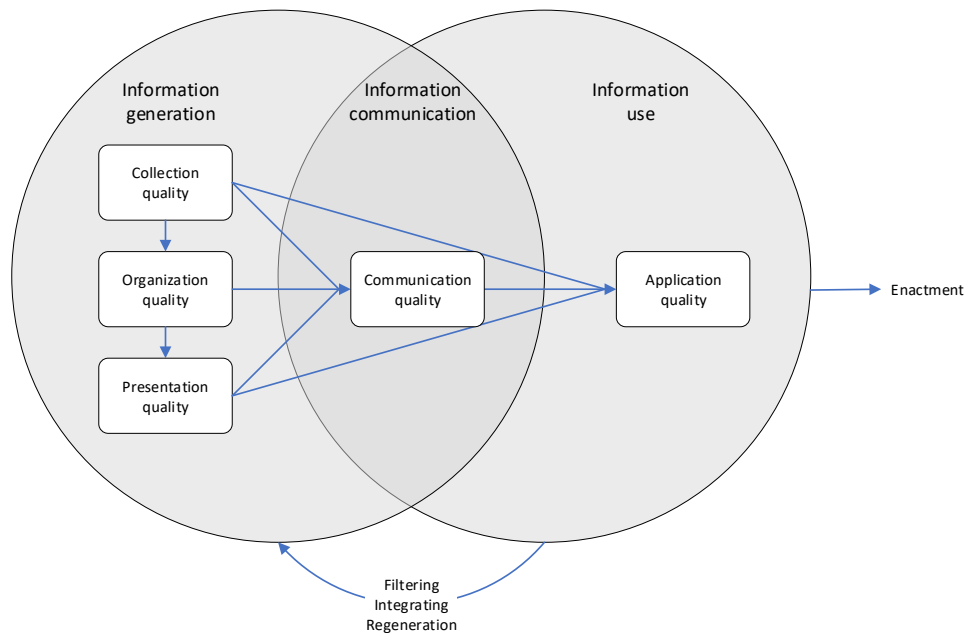 Information
generation
Information
communication
Information
use
Collection
quality
Organization
quality
Communication
quality
Application
quality
Enactment
Presentation
quality
Filtering
Integrating
Regeneration